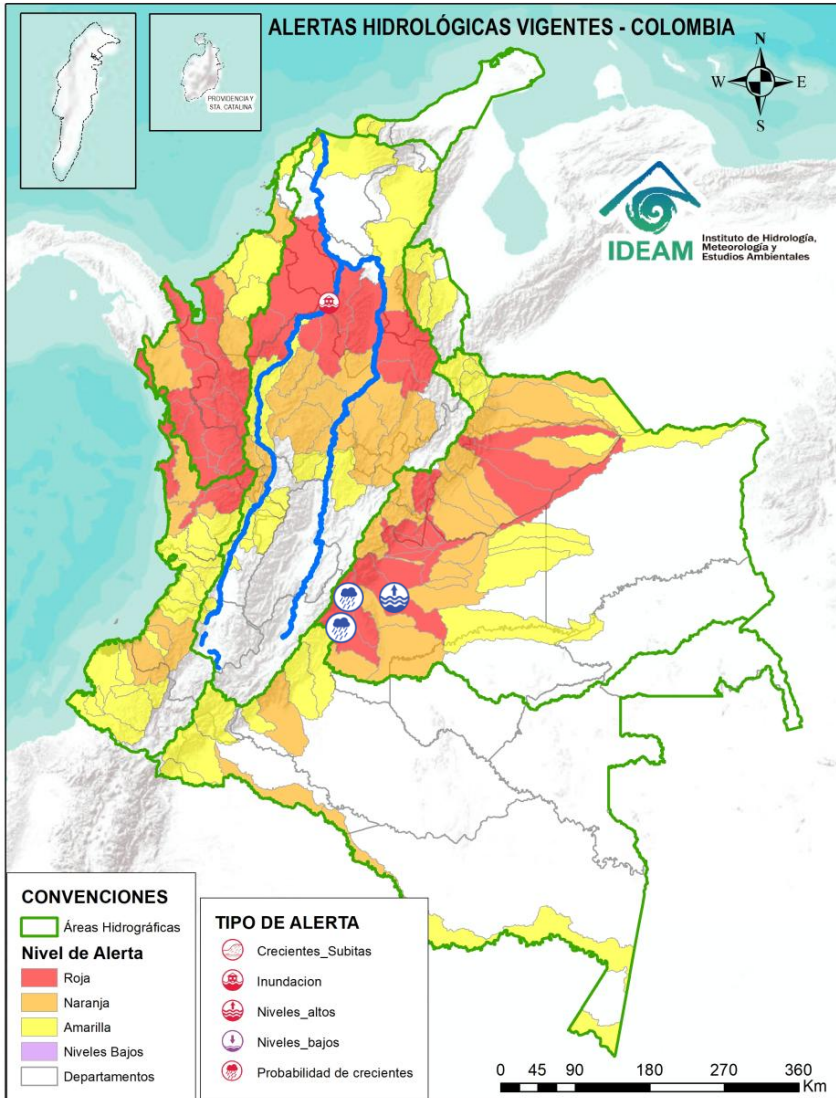 ALERTAS HIDROLÓGICAS VIGENTES - COLOMBIA
PROVIDENCIA Y
STA. CATALINA
N
W
E
S
IDEAM
Instituto de Hidrología,
Meteorología y
Estudios Ambientales
CONVENCIONES
Áreas Hidrográficas
Nivel de Alerta
Roja
Naranja
Amarilla
Niveles Bajos
Departamentos
TIPO DE ALERTA
Crecientes_Subitas
Inundacion
Niveles_altos
Niveles_bajos
Probabilidad de crecientes
0 45 90 180 270 360
Km